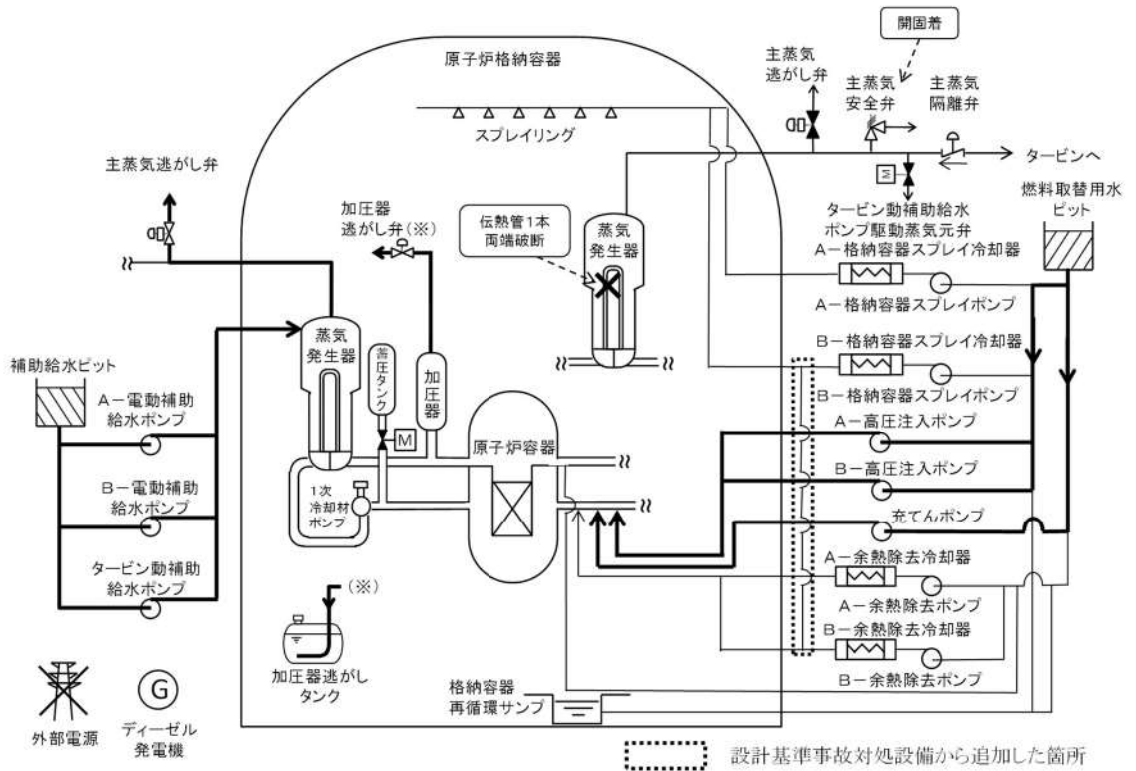 開固着
原子炉格納容器
主蒸気
逃がし弁
主蒸気
安全弁
主蒸気
隔離弁
スプレイリング
タービンへ
主蒸気逃がし弁
M
加圧器
逃がし弁(※)
伝熱管1本
両端破断
蒸気
発生器
タービン動補助給水
ポンプ駆動蒸気元弁
燃料取替用水
ピット
A-格納容器スプレイ冷却器
A-格納容器スプレイポンプ
蒸気
発生器
蓄圧タンク
加圧器
B-格納容器スプレイ冷却器
B-格納容器スプレイポンプ
補助給水ピット
A-電動補助
給水ポンプ
M
原子炉容器
A-高圧注入ポンプ
B-高圧注入ポンプ
B-電動補助
給水ポンプ
1次
冷却材
ポンプ
充てんポンプ
タービン動補助
給水ポンプ
A-余熱除去冷却器
A-余熱除去ポンプ
(※)
B-余熱除去冷却器
B-余熱除去ポンプ
加圧器逃がし
タンク
格納容器
再循環サンプ
外部電源
G
ディーゼル
発電機
設計基準事故対処設備から追加した箇所